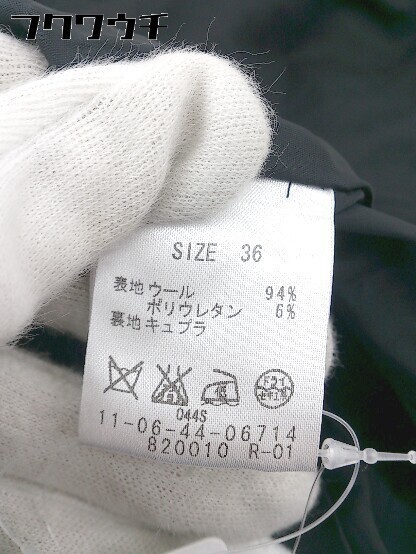 フクワウチ
SIZE 36
表地 ウール 94%
ポリウレタン 6%
裏地 キュプラ
044S
11-06-44-06714
820010 R-01